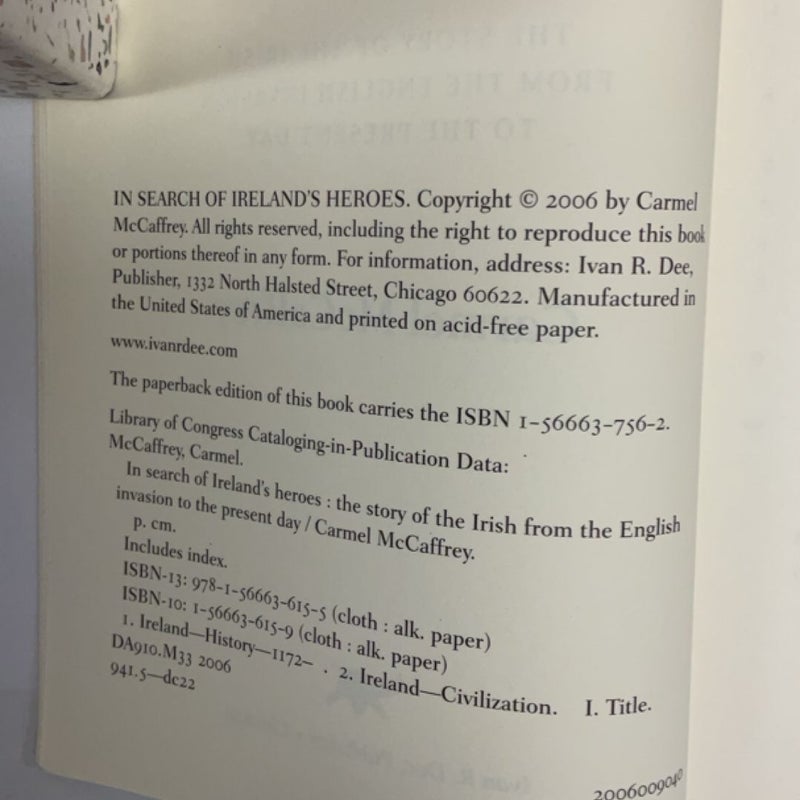 IN SEARCH OF IRELAND'S HEROES. Copyright © 2006 by Carmel
McCaffrey. All rights reserved, including the right to reproduce this book
or portions thereof in any form. For information, address: Ivan R. Dee,
Publisher, 1332 North Halsted Street, Chicago 60622. Manufactured in
the United States of America and printed on acid-free paper.
www.ivanrdee.com
The paperback edition of this book carries the ISBN 1-56663-756-2.
Library of Congress Cataloging-in-Publication Data:
McCaffrey, Carmel.
In search of Ireland's heroes : the story of the Irish from the English
invasion to the present day / Carmel McCaffrey.
p. cm.
Includes index.
ISBN-13: 978-1-56663-615-5 (cloth : alk. paper)
ISBN-10: 1-56663-615-9 (cloth : alk. paper)
1. Ireland—History—1172– . 2. Ireland—Civilization. I. Title.
DA910.M33 2006
941.5—dc22
2006009040